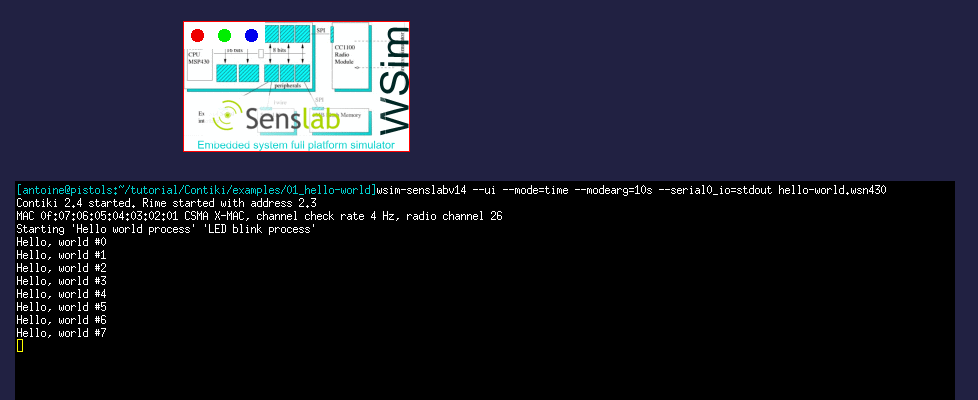 SPI
CPU
MSP430
16 bits
8 bits
CC1100
Radio
Module
peripherals
SPI
Memory
Senslab
WSim
Embedded system full platform simulator
[antoine@pistols:~/tutorial/Contiki/examples/01_hello-world]wsim-senslabv14 --ui --mode=time --modearg=10s --serial0_io=stdout hello-world.wsn430
Contiki 2.4 started. Rime started with address 2.3
MAC 0f:07:06:05:04:03:02:01 CSMA X-MAC, channel check rate 4 Hz, radio channel 26
Starting 'Hello world process' 'LED blink process'
Hello, world #0
Hello, world #1
Hello, world #2
Hello, world #3
Hello, world #4
Hello, world #5
Hello, world #6
Hello, world #7